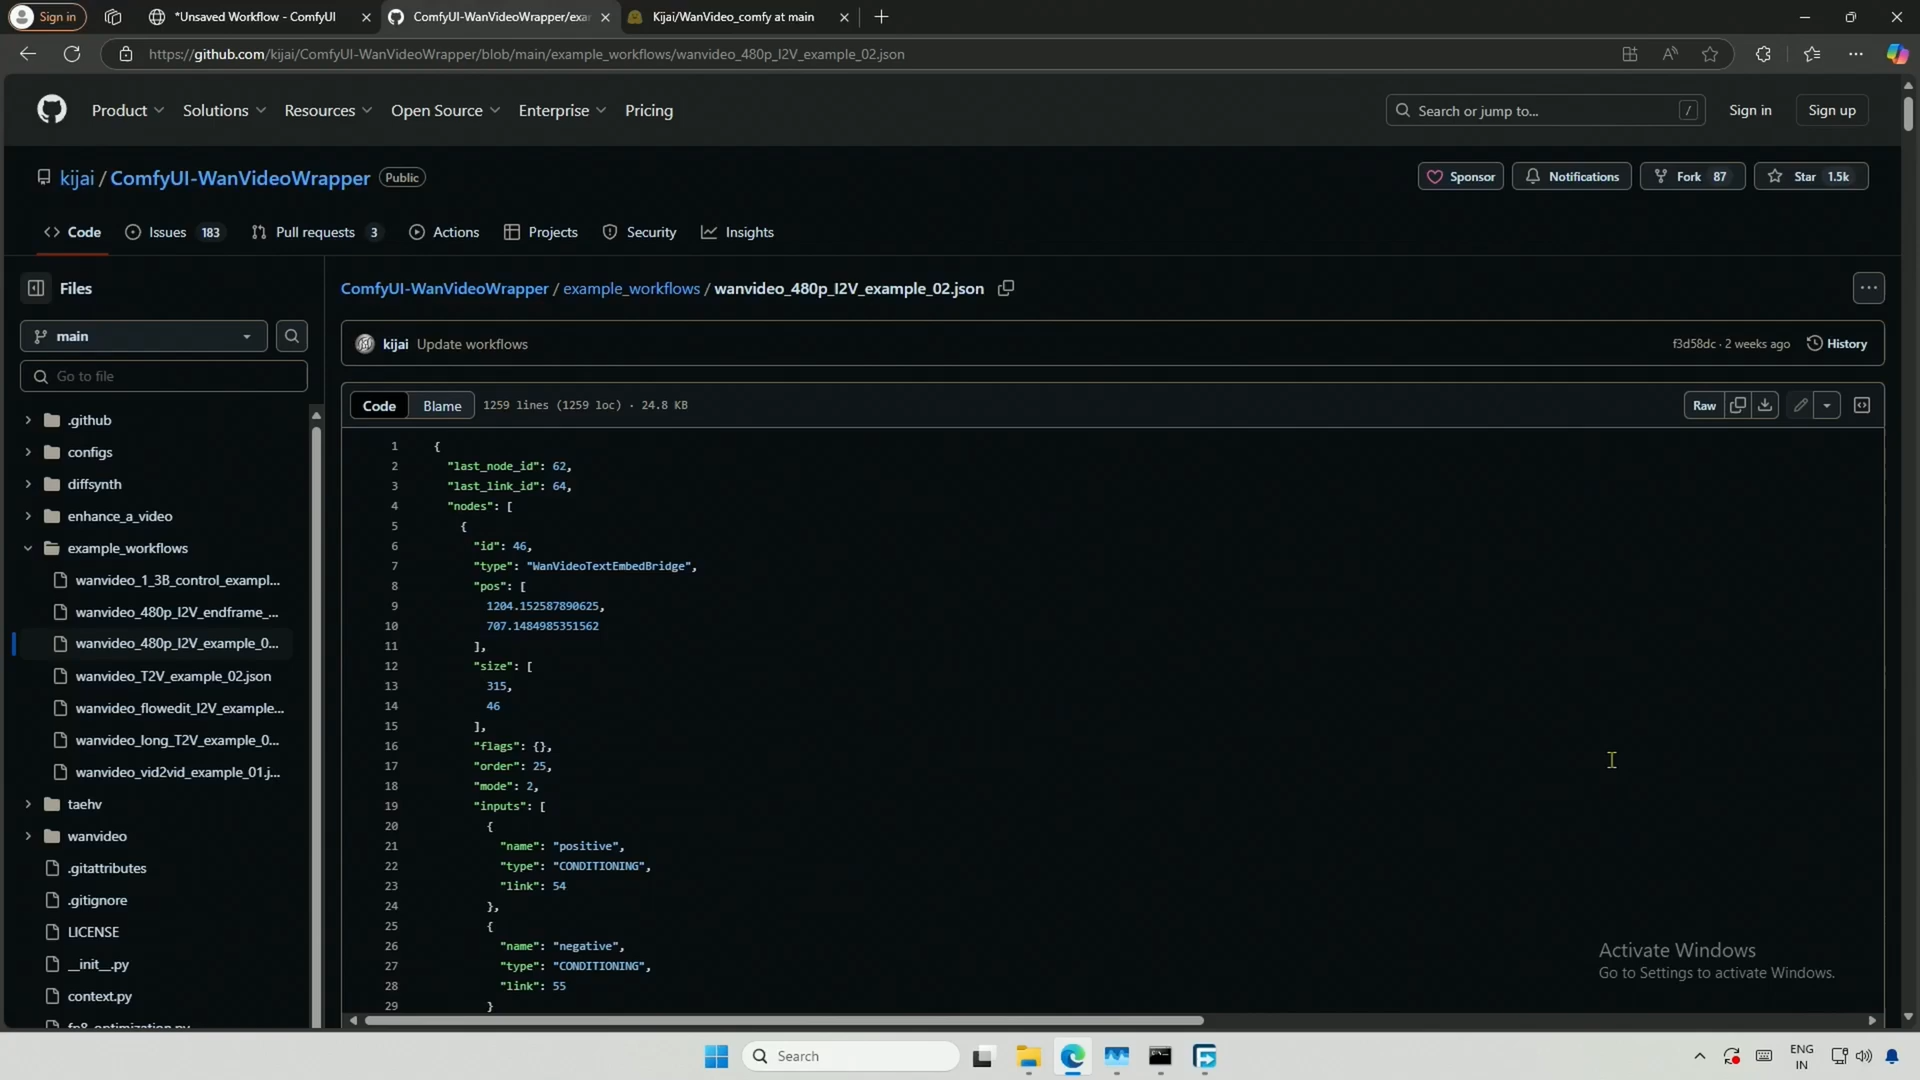 Sign in
*Unsaved Workflow - ComfyUI
ComfyUI-WanVideoWrapper/exa
Kijai/WanVideo_comfy at main
https://github.com/kijai/ComfyUI-WanVideoWrapper/blob/main/example_workflows/wanvideo_480p_I2V_example_02.json
Product Solutions Resources Open Source Enterprise Pricing
Search or jump to... /
Sign in
Sign up
kijai / ComfyUI-WanVideoWrapper Public
Sponsor Notifications Fork 87 Star 1.5k
Code Issues 183 Pull requests 3 Actions Projects Security Insights
Files
main
Go to file
.github
configs
diffsynth
enhance_a_video
example_workflows
wanvideo_1_3B_control_exampl...
wanvideo_480p_I2V_endframe_...
wanvideo_480p_I2V_example_0...
wanvideo_T2V_example_02.json
wanvideo_flowedit_I2V_example...
wanvideo_long_T2V_example_0...
wanvideo_vid2vid_example_01.j...
taehv
wanvideo
.gitattributes
.gitignore
LICENSE
__init__.py
context.py
fp8_optimization.py
ComfyUI-WanVideoWrapper / example_workflows / wanvideo_480p_I2V_example_02.json
kijai Update workflows
f3d58dc · 2 weeks ago History
Code Blame 1259 lines (1259 loc) · 24.8 KB
Raw
1 {
2 "last_node_id": 62,
3 "last_link_id": 64,
4 "nodes": [
5 {
6 "id": 46,
7 "type": "WanVideoTextEmbedBridge",
8 "pos": [
9 1204.152587890625,
10 707.1484985351562
11 ],
12 "size": [
13 315,
14 46
15 ],
16 "flags": {},
17 "order": 25,
18 "mode": 2,
19 "inputs": [
20 {
21 "name": "positive",
22 "type": "CONDITIONING",
23 "link": 54
24 },
25 {
26 "name": "negative",
27 "type": "CONDITIONING",
28 "link": 55
29 }
Activate Windows
Go to Settings to activate Windows.
Search
ENG
IN